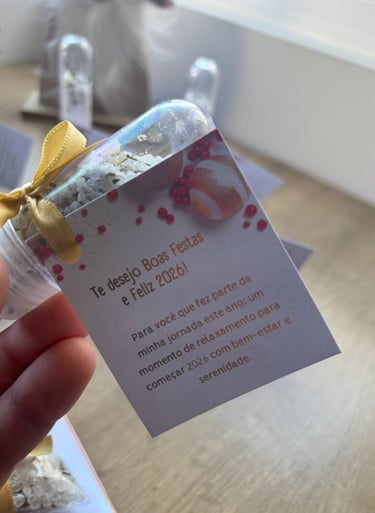 Te desejo Boas Festas
e Feliz 2026!
Para você que fez parte da
minha jornada este ano: um
momento de relaxamento para
começar 2026 com bem-estar e
serenidade.